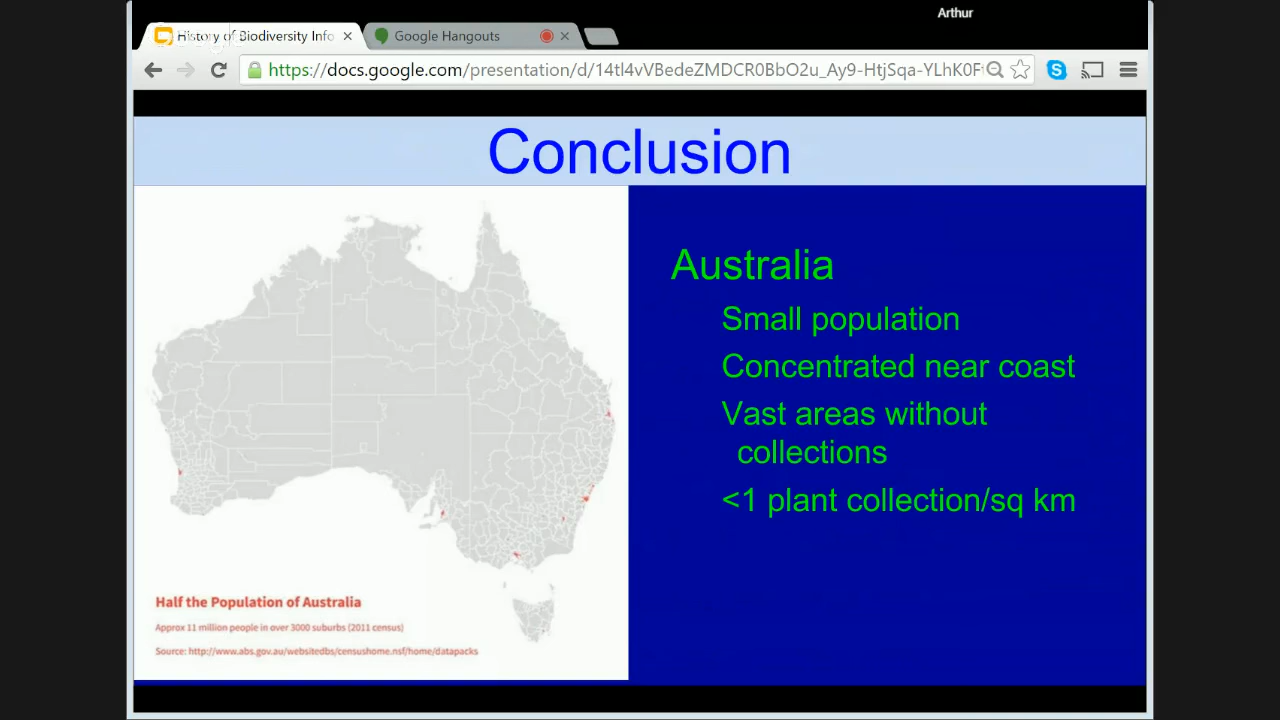 Arthur
History of Biodiversity Info
Google Hangouts
https://docs.google.com/presentation/d/14tl4vVBedeZMDCR0BbO2u_Ay9-HtjSqa-YLhK0F
Conclusion
Australia
Small population
Concentrated near coast
Vast areas without
collections
<1 plant collection/sq km
Half the Population of Australia
Approx 11 million people in over 3000 suburbs (2011 census)
Source: http://www.abs.gov.au/websitedbs/censushome.nsf/home/datapacks